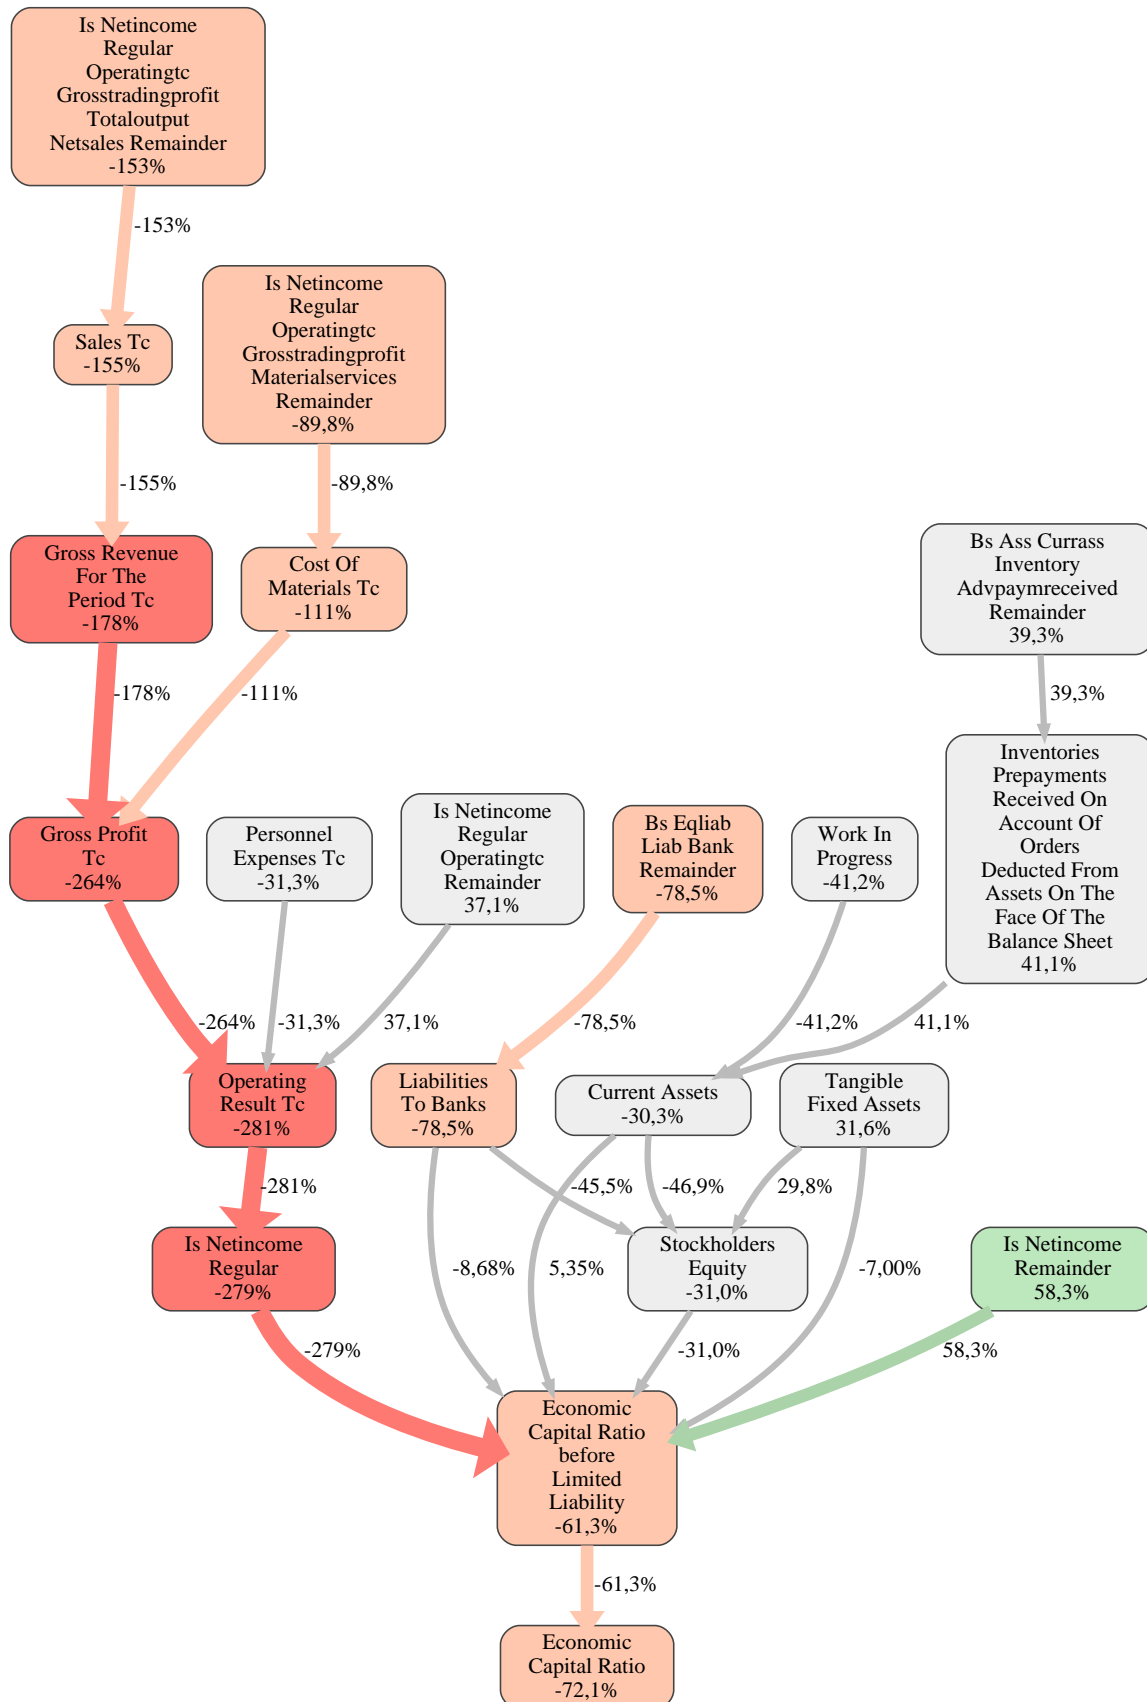 Is Netincome
Regular
Operatingtc
Grosstradingprofit
Totaloutput
Netsales Remainder
-153%
-153%
Is Netincome
Regular
Operatingtc
Grosstradingprofit
Materialservices
Remainder
-89,8%
Sales Tc
-155%
-155%
-89,8%
Gross Revenue
For The
Period Tc
-178%
Cost Of
Materials Tc
-111%
Bs Ass Currass
Inventory
Advpaymreceived
Remainder
39,3%
-178%
-111%
39,3%
Gross Profit
Tc
-264%
Personnel
Expenses Tc
-31,3%
Is Netincome
Regular
Operatingtc
Remainder
37,1%
Bs Eqliab
Liab Bank
Remainder
-78,5%
Work In
Progress
-41,2%
Inventories
Prepayments
Received On
Account Of
Orders
Deducted From
Assets On The
Face Of The
Balance Sheet
41,1%
-264%
-31,3%
37,1%
-78,5%
-41,2%
41,1%
Operating
Result Tc
-281%
Liabilities
To Banks
-78,5%
Current Assets
-30,3%
Tangible
Fixed Assets
31,6%
-281%
-45,5%
-46,9%
29,8%
Is Netincome
Regular
-279%
-8,68%
5,35%
Stockholders
Equity
-31,0%
-7,00%
Is Netincome
Remainder
58,3%
-279%
-31,0%
58,3%
Economic
Capital Ratio
before
Limited
Liability
-61,3%
-61,3%
Economic
Capital Ratio
-72,1%